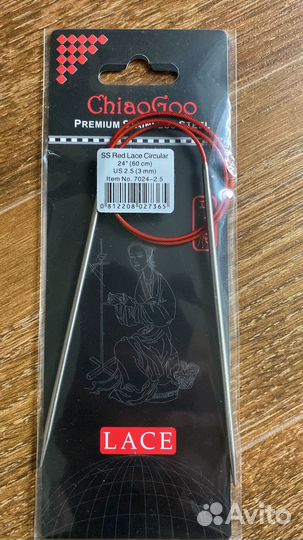 ChiaoGoo
PREMIUM STAINLESS STEEL
SS Red Lace Circular
24" (60 cm)
US 2.5 (3 mm)
Item No. 7024-2.5
0 812208 027365
LACE
Avito